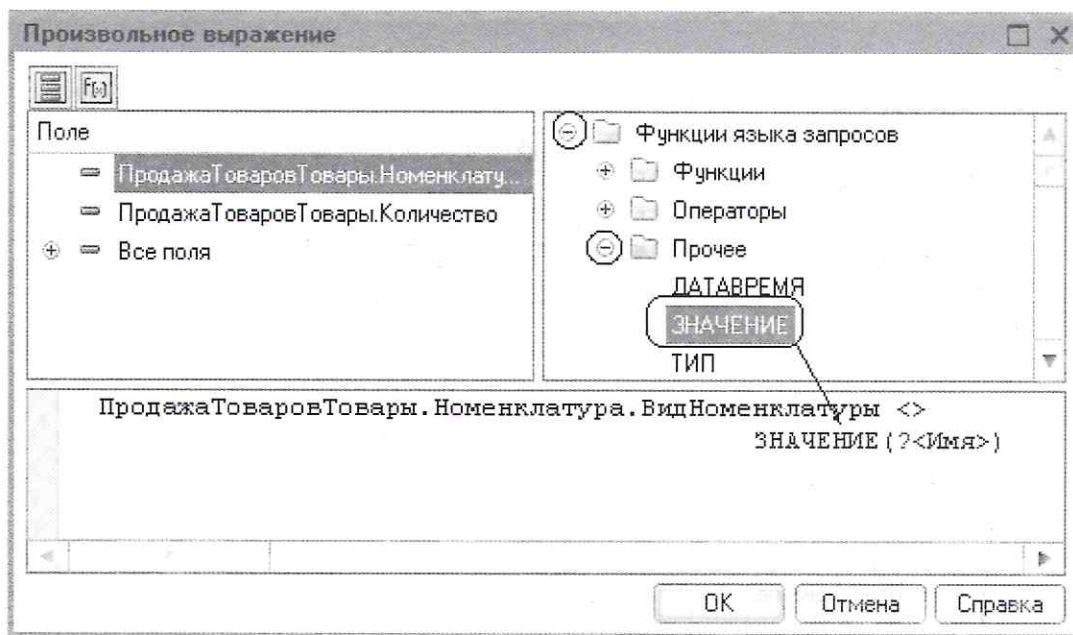 Произвольное выражение
F(x)
Поле
ПродажаТоваровТовары.Номенклату...
ПродажаТоваровТовары.Количество
Все поля
Функции языка запросов
Функции
Операторы
Прочее
ДАТАВРЕМЯ
ЗНАЧЕНИЕ
ТИП
ПродажаТоваровТовары.Номенклатура.ВидНоменклатуры <>
ЗНАЧЕНИЕ(?<Имя>)
ОК
Отмена
Справка